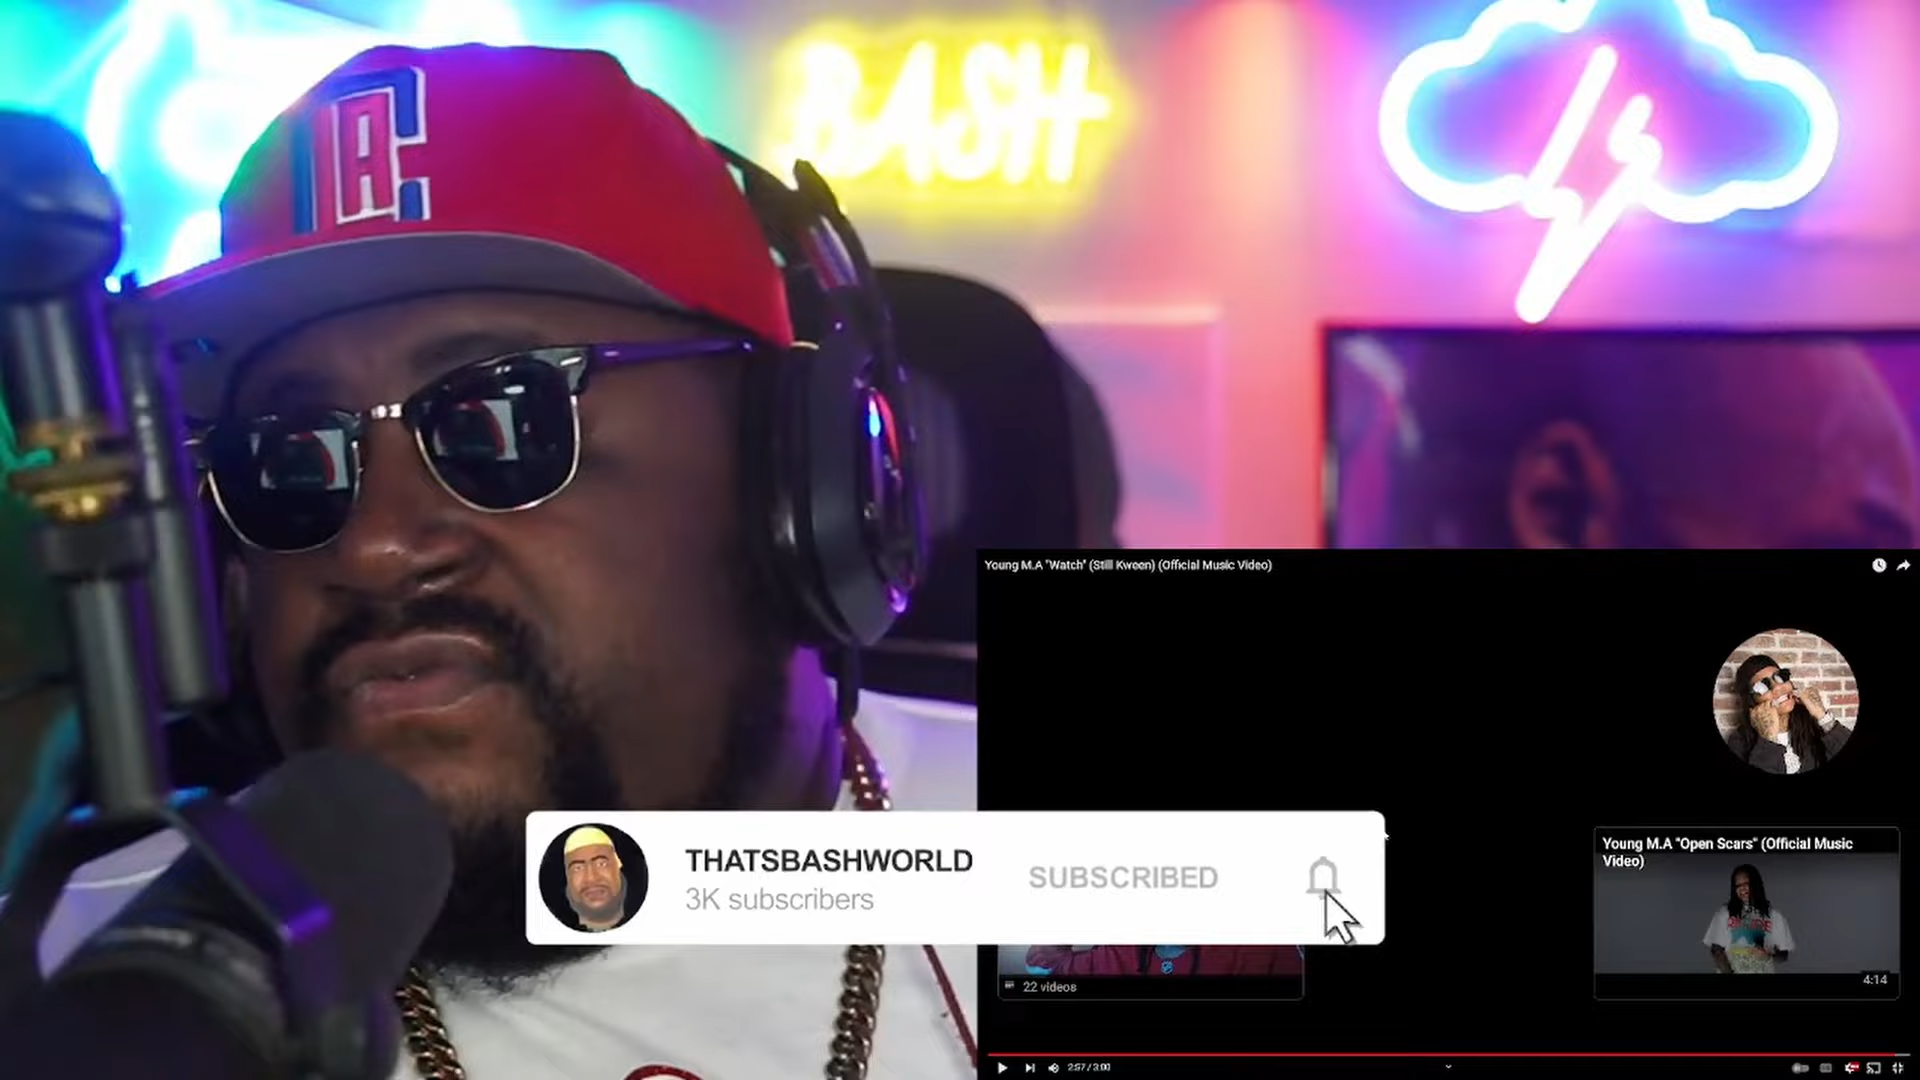 BASH
LA
Young M.A "Watch" (Still Kween) (Official Music Video)
THATSBASHWORLD
3K subscribers
SUBSCRIBED
Young M.A "Open Scars" (Official Music
Video)
4:14
22 videos
2:57 / 3:00